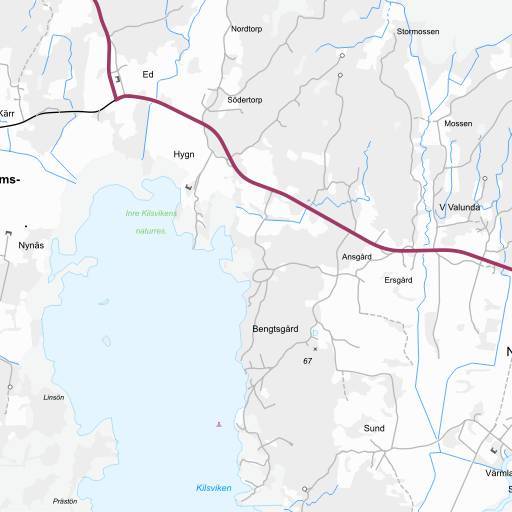 Nordtorp
Stormossen
Ed
Södertorp
Kärr
Mossen
Hygn
ms-
Inre Kilsvikens
naturres.
V Valunda
Nynäs
Ansgård
Ersgård
Bengtsgård
N
67
Linsön
Sund
Värmla
Kilsviken
S
Prästön